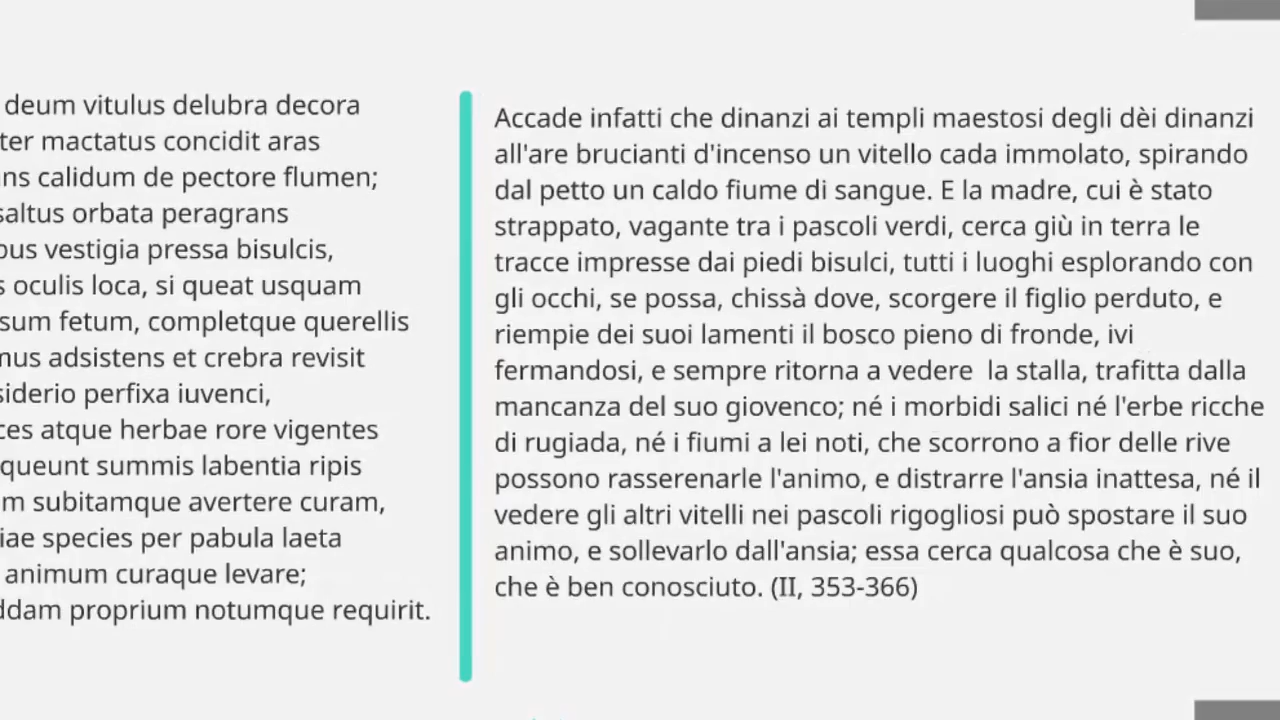 deum vitulus delubra decora
mactatus concidit aras
calidum de pectore flumen;
saltus orbata peragrans
vestigia pressa bisulcis,
oculis loca, si queat usquam
fetum, completque querellis
adsistens et crebra revisit
perfixa iuvenci,
atque herbae rore vigentes
queunt summis labentia ripis
subitamque avertere curam,
species per pabula laeta
animum curaque levare;
proprium notumque requirit.
Accade infatti che dinanzi ai templi maestosi degli dèi dinanzi
all'are brucianti d'incenso un vitello cada immolato, spirando
dal petto un caldo fiume di sangue. E la madre, cui è stato
strappato, vagante tra i pascoli verdi, cerca giù in terra le
tracce impresse dai piedi bisulci, tutti i luoghi esplorando con
gli occhi, se possa, chissà dove, scorgere il figlio perduto, e
riempie dei suoi lamenti il bosco pieno di fronde, ivi
fermandosi, e sempre ritorna a vedere  la stalla, trafitta dalla
mancanza del suo giovenco; né i morbidi salici né l'erbe ricche
di rugiada, né i fiumi a lei noti, che scorrono a fior delle rive
possono rasserenarle l'animo, e distrarre l'ansia inattesa, né il
vedere gli altri vitelli nei pascoli rigogliosi può spostare il suo
animo, e sollevarlo dall'ansia; essa cerca qualcosa che è suo,
che è ben conosciuto. (II, 353-366)